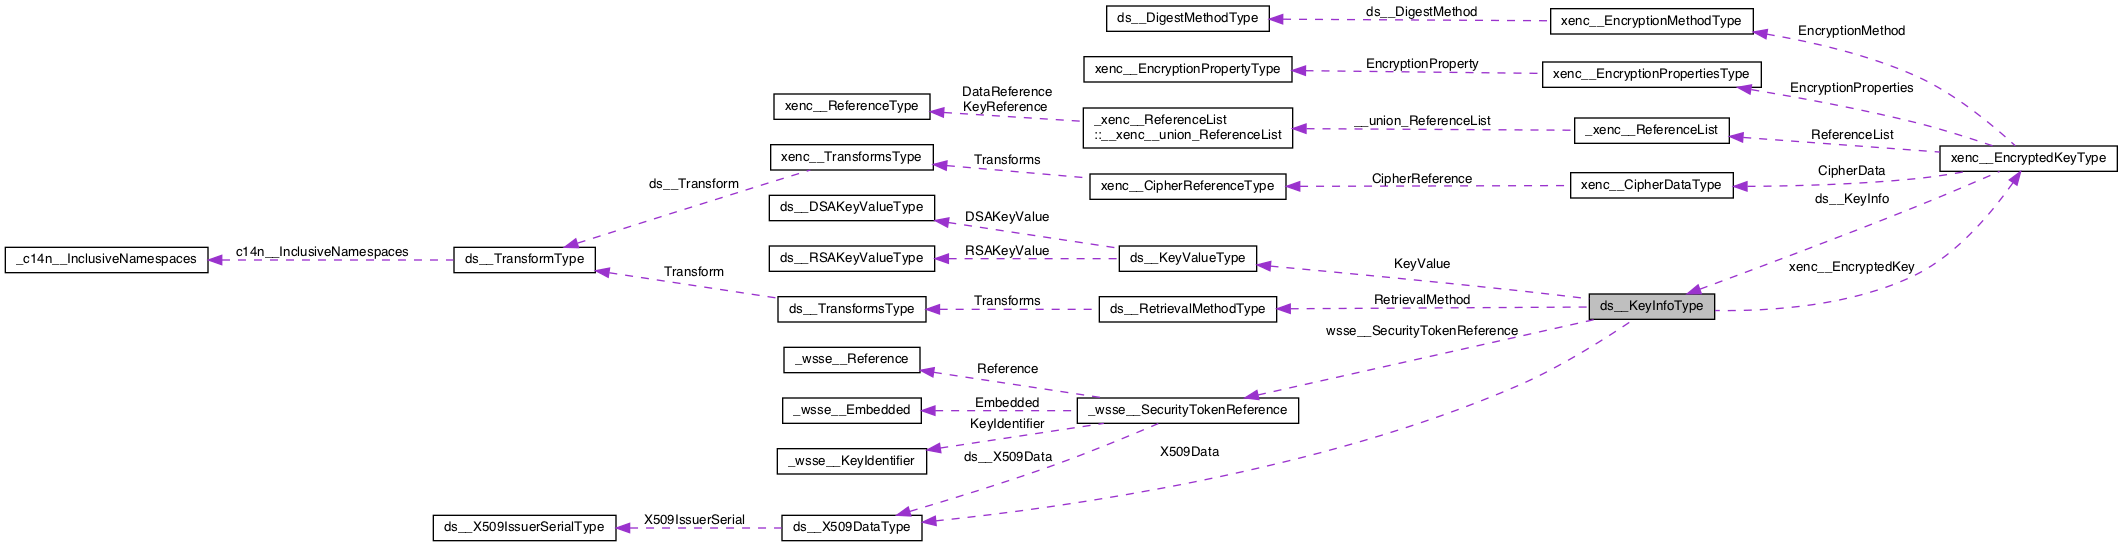 ds__DigestMethodType
ds__DigestMethod
xenc__EncryptionMethodType
EncryptionMethod
xenc__EncryptionPropertyType
EncryptionProperty
xenc__EncryptionPropertiesType
EncryptionProperties
xenc__ReferenceType
DataReference
KeyReference
_xenc__ReferenceList
::__xenc__union_ReferenceList
__union_ReferenceList
_xenc__ReferenceList
ReferenceList
xenc__EncryptedKeyType
xenc__TransformsType
Transforms
xenc__CipherReferenceType
CipherReference
xenc__CipherDataType
CipherData
ds__Transform
ds__KeyInfo
ds__DSAKeyValueType
DSAKeyValue
_c14n__InclusiveNamespaces
c14n__InclusiveNamespaces
ds__TransformType
ds__RSAKeyValueType
RSAKeyValue
ds__KeyValueType
KeyValue
xenc__EncryptedKey
Transform
ds__TransformsType
Transforms
ds__RetrievalMethodType
RetrievalMethod
ds__KeyInfoType
wsse__SecurityTokenReference
_wsse__Reference
Reference
_wsse__Embedded
Embedded
_wsse__SecurityTokenReference
KeyIdentifier
_wsse__KeyIdentifier
ds__X509Data
X509Data
ds__X509IssuerSerialType
X509IssuerSerial
ds__X509DataType